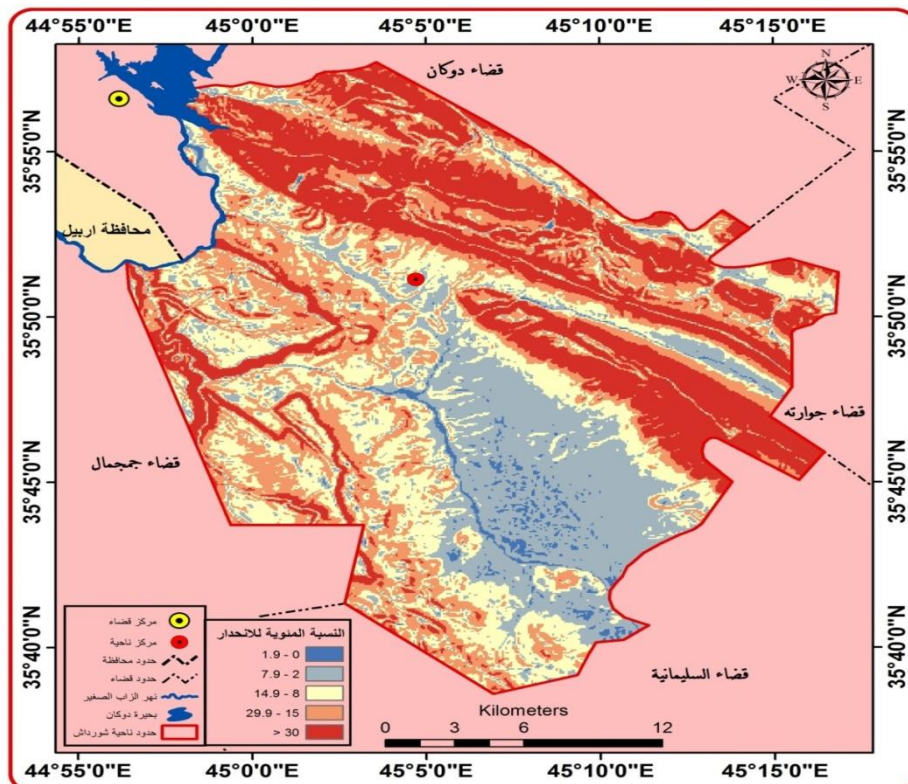 44°55'0"E 45°0'0"E 45°5'0"E 45°10'0"E 45°15'0"E
35°55'0"N
35°50'0"N
35°45'0"N
35°40'0"N
35°55'0"N
35°50'0"N
35°45'0"N
35°40'0"N
قضاء دوكان
N
W E
S
محافظة اربيل
قضاء جوارته
قضاء جمجمال
قضاء السليمانية
مركز قضاء
مركز ناحية
حدود محافظة
حدود قضاء
نهر الزاب الصغير
بحيرة دوكان
حدود ناحية شورداش
النسبة المئوية للانحدار
1.9 - 0
7.9 - 2
14.9 - 8
29.9 - 15
> 30
Kilometers
0 3 6 12
44°55'0"E 45°0'0"E 45°5'0"E 45°10'0"E 45°15'0"E